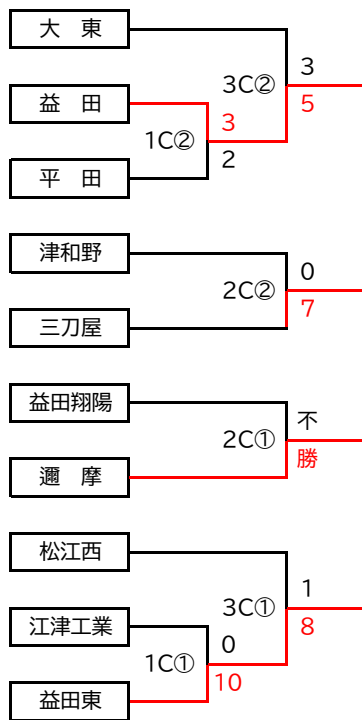 大　東
3
3C②
益　田
5
3
1C②
2
平　田
津和野
0
2C②
7
三刀屋
益田翔陽
不
2C①
勝
邇　摩
松江西
1
3C①
8
江津工業
0
1C①
10
益田東